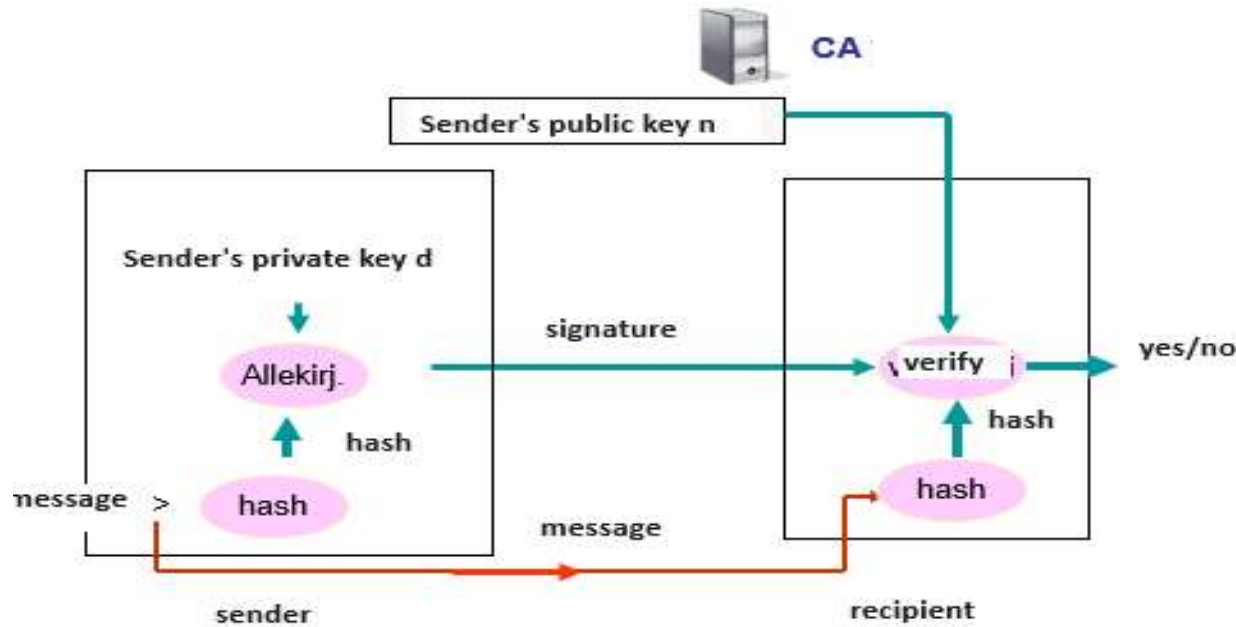 CA
Sender's public key n
Sender's private key d
signature
yes/no
Allekirj.
verify
hash
hash
message >
hash
hash
message
sender
recipient